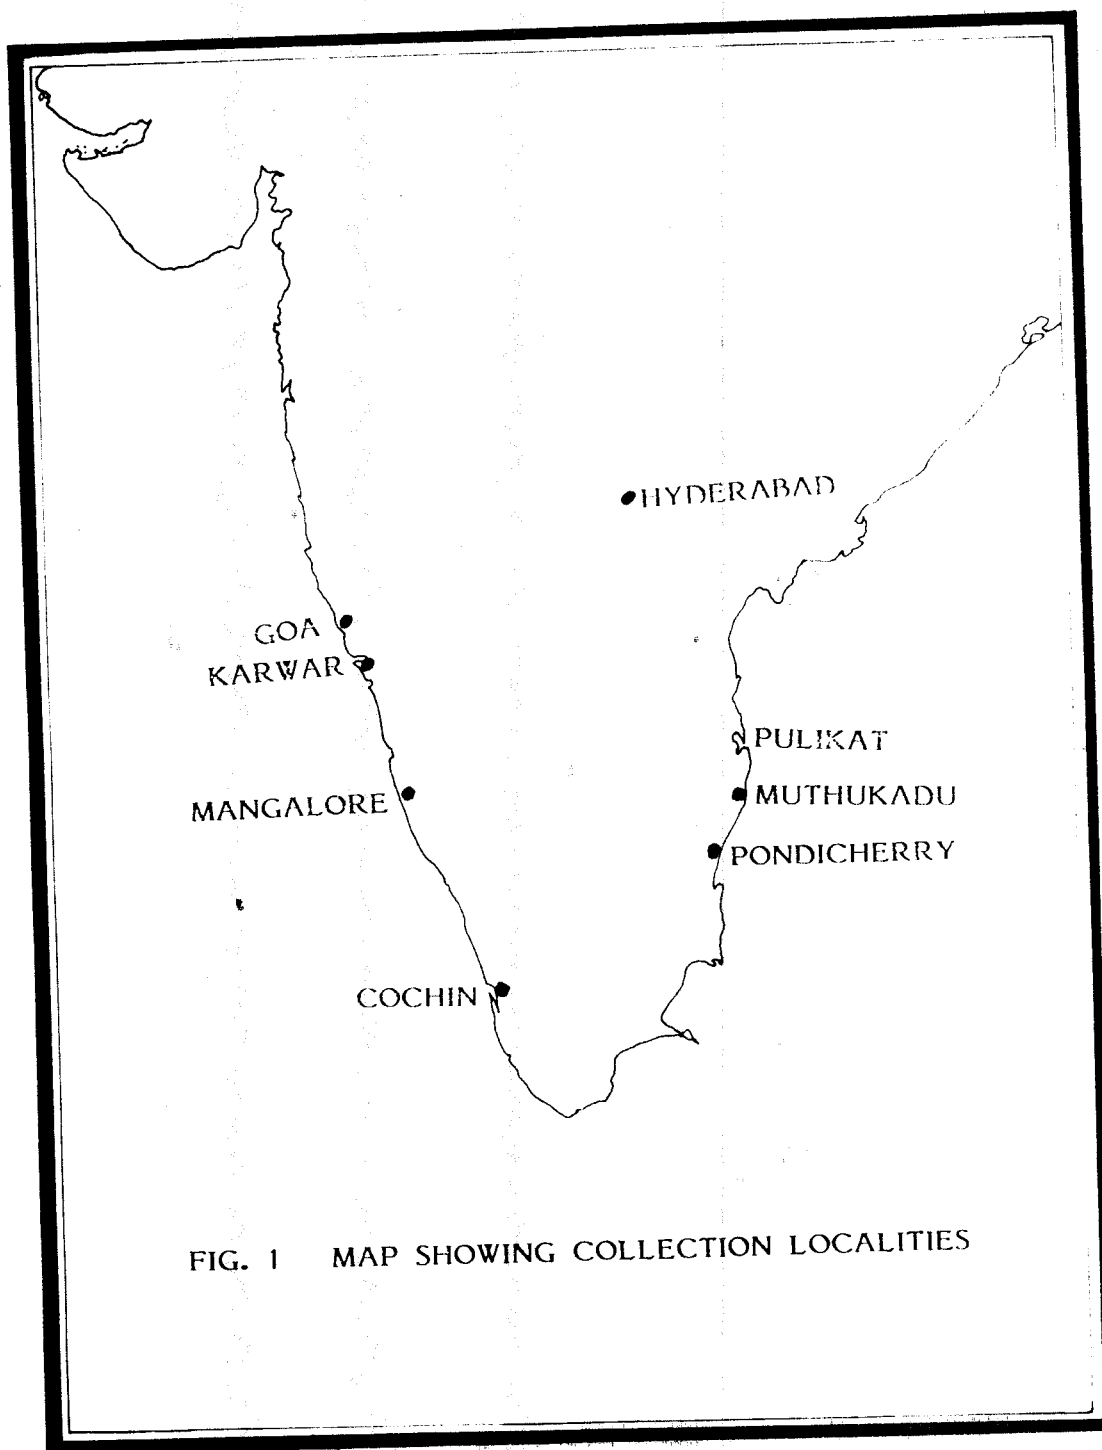 HYDERABAD
GOA
KARWAR
PULIKAT
MANGALORE
MUTHUKADU
PONDICHERRY
COCHIN
FIG. 1 MAP SHOWING COLLECTION LOCALITIES